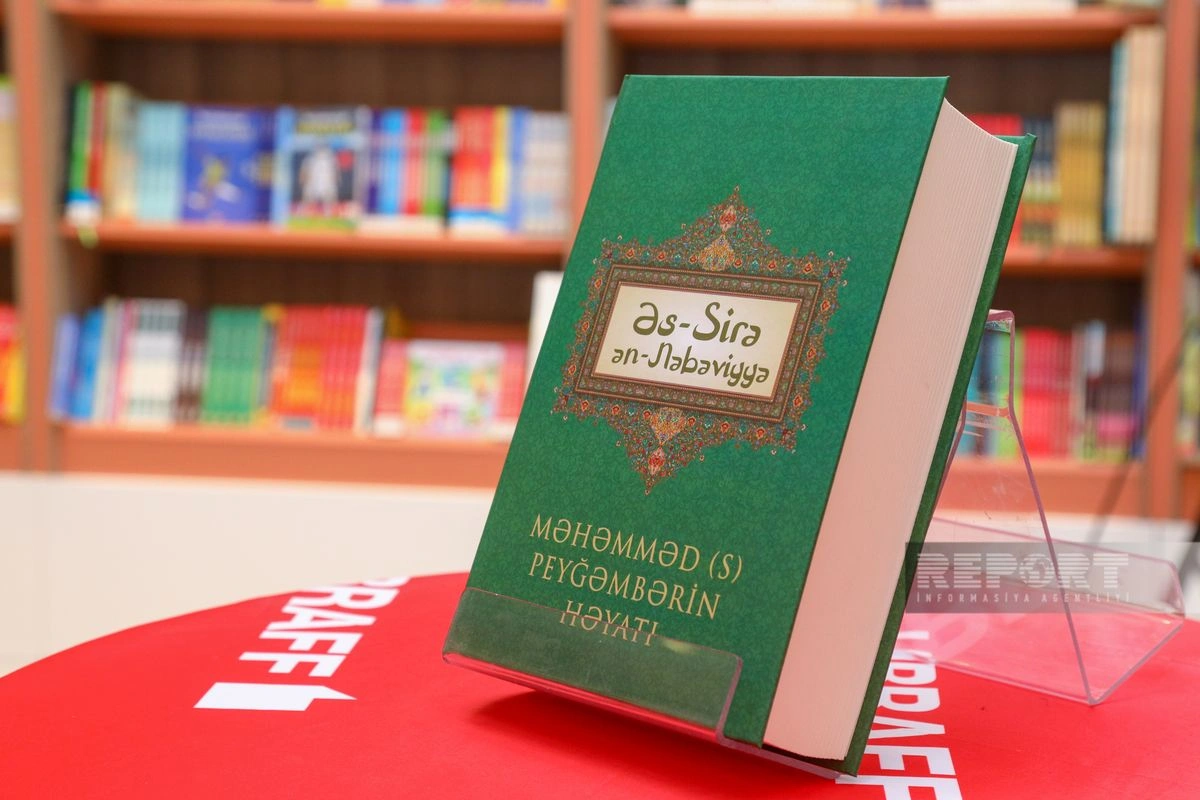 Əs-Sirə
ən-Nəbəviyyə
MƏHƏMMƏD (S)
PEYĞƏMBƏRİN
HƏYATI
REPORT
İNFORMASİYA AGENTLİYİ